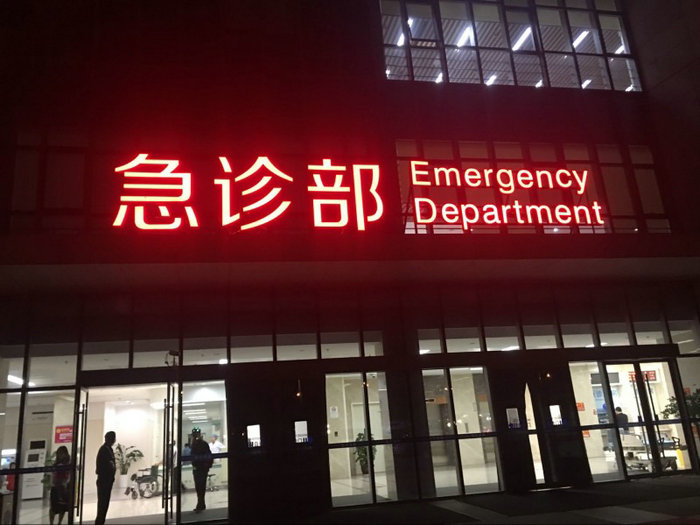 急诊部
Emergency
Department